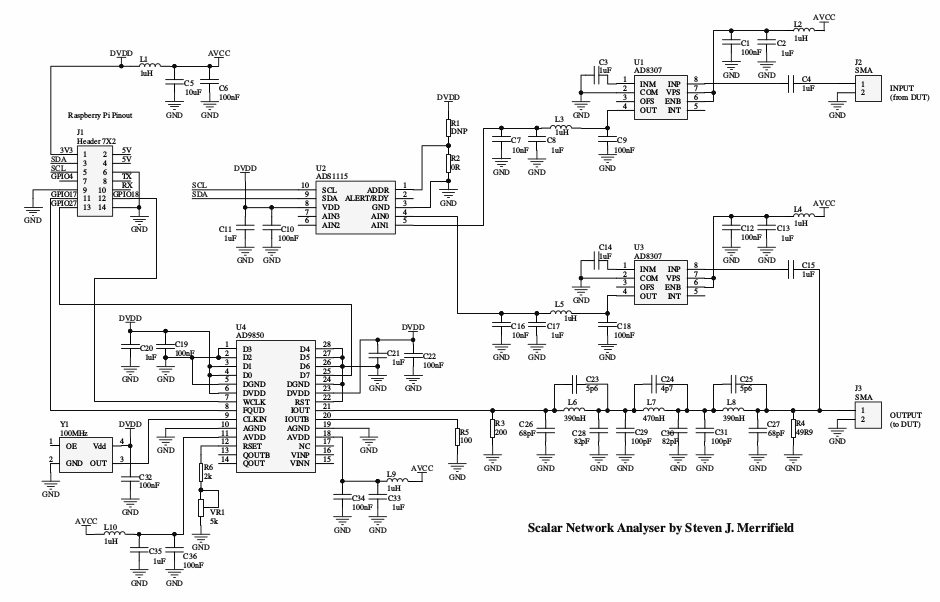 DVDD L1 AVCC
1uH
C5
10uF
C6
100nF
GND GND
Raspberry Pi Pinout
J1
Header 7X2
3V3 1 2 5V
SDA 3 4 5V
SCL 5 6
GPIO4 7 8 TX
9 10 RX
GPIO17 11 12 GPIO18
GPIO27 13 14
GND GND
DVDD
R1
DNP
R2
0R
GND
DVDD
U2
ADS1115
SCL 10 SCL ADDR 1
SDA 9 SDA ALERT/RDY 2
8 VDD GND 3
7 AIN3 AIN0 4
6 AIN2 AIN1 5
C11
1uF
C10
100nF
GND GND
L2 AVCC
1uH
C1
100nF
C2
1uF
GND GND
C3
1uF
GND
U1
AD8307
1 INM INP 8
2 COM VPS 7
3 OFS ENB 6
4 OUT INT 5
C4
1uF
J2
SMA
1
2
GND
INPUT
(from DUT)
L3
1uH
C7
10nF
C8
1uF
C9
100nF
GND GND GND
L4 AVCC
1uH
C12
100nF
C13
1uF
GND GND
C14
1uF
GND
U3
AD8307
1 INM INP 8
2 COM VPS 7
3 OFS ENB 6
4 OUT INT 5
C15
1uF
L5
1uH
C16
10nF
C17
1uF
C18
100nF
GND GND GND
DVDD
C20
1uF
C19
100nF
GND GND
U4
AD9850
1 D3 D4 28
2 D2 D5 27
3 D1 D6 26
4 D0 D7 25
5 DGND DGND 24
6 DVDD DVDD 23
7 WCLK RST 22
8 FQUD IOUT 21
9 CLKIN IOUTB 20
10 AGND AGND 19
11 AVDD AVDD 18
12 RSET NC 17
13 QOUTB VINP 16
14 QOUT VINN 15
DVDD
C21
1uF
C22
100nF
GND GND
GND GND
Y1
100MHz
1 OE Vdd 4
2 GND OUT 3
DVDD
GND
C32
100nF
GND
R6
2k
VR1
5k
GND
AVCC L10
1uH
C35
1uF
C36
100nF
GND GND
L9 AVCC
1uH
C34
100nF
C33
1uF
GND GND
R5
100
GND
R3
200
GND
C23
5p6
L6
390nH
C24
4p7
L7
470nH
C25
5p6
L8
390nH
C26
68pF
C28
82pF
C29
100pF
C30
82pF
C31
100pF
C27
68pF
R4
49R9
GND GND GND GND GND GND GND
J3
SMA
1
2
GND
OUTPUT
(to DUT)
Scalar Network Analyser by Steven J. Merrifield